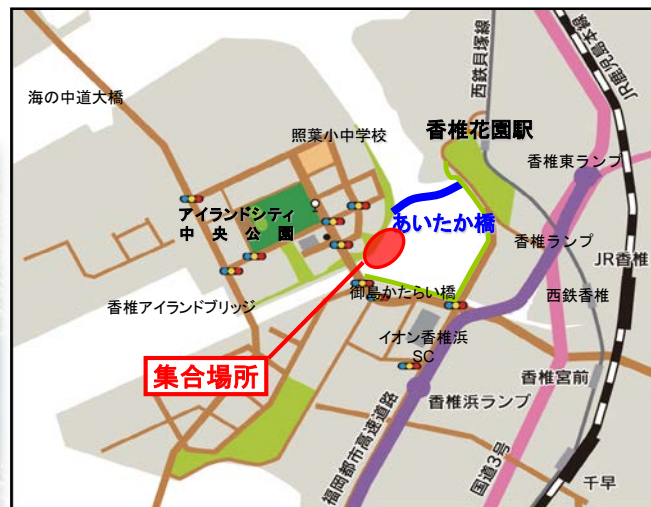 海の中道大橋
照葉小中学校
西鉄貝塚線
JR鹿児島本線
香椎花園駅
香椎東ランプ
アイランドシティ
中央公園
あいたか橋
香椎ランプ
JR香椎
西鉄香椎
香椎アイランドブリッジ
御島かたらい橋
イオン香椎浜
SC
集合場所
香椎宮前
香椎浜ランプ
福岡都市高速道路
国道3号
千早